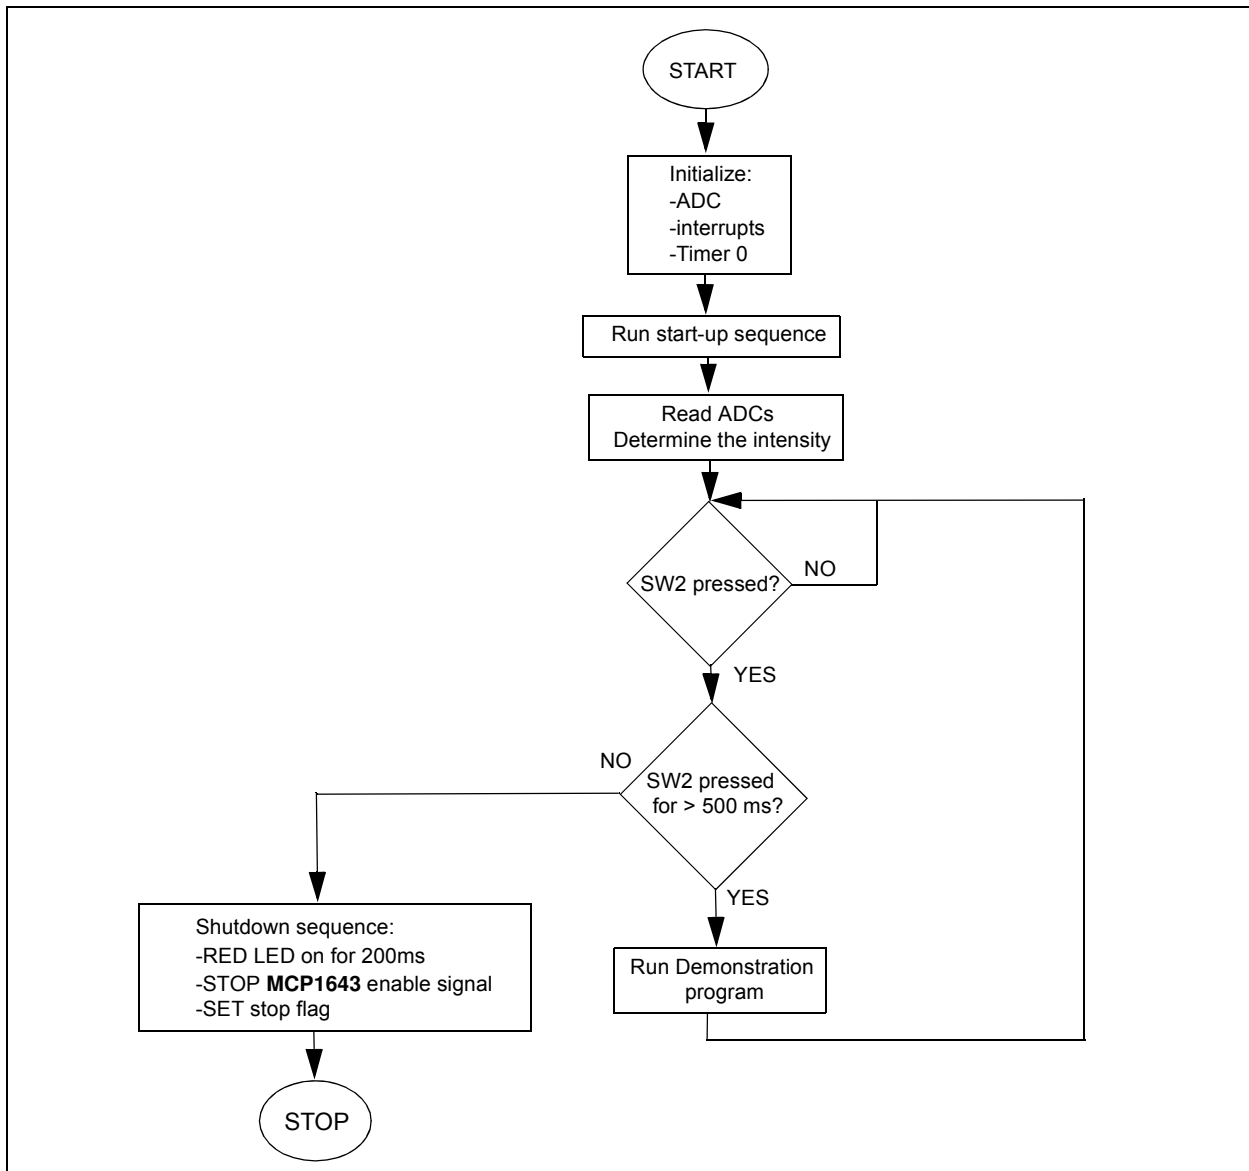 START
Initialize:
-ADC
-interrupts
-Timer 0
Run start-up sequence
Read ADCs
Determine the intensity
SW2 pressed?
NO
YES
NO
SW2 pressed
for > 500 ms?
YES
Shutdown sequence:
-RED LED on for 200ms
-STOP MCP1643 enable signal
-SET stop flag
Run Demonstration
program
STOP